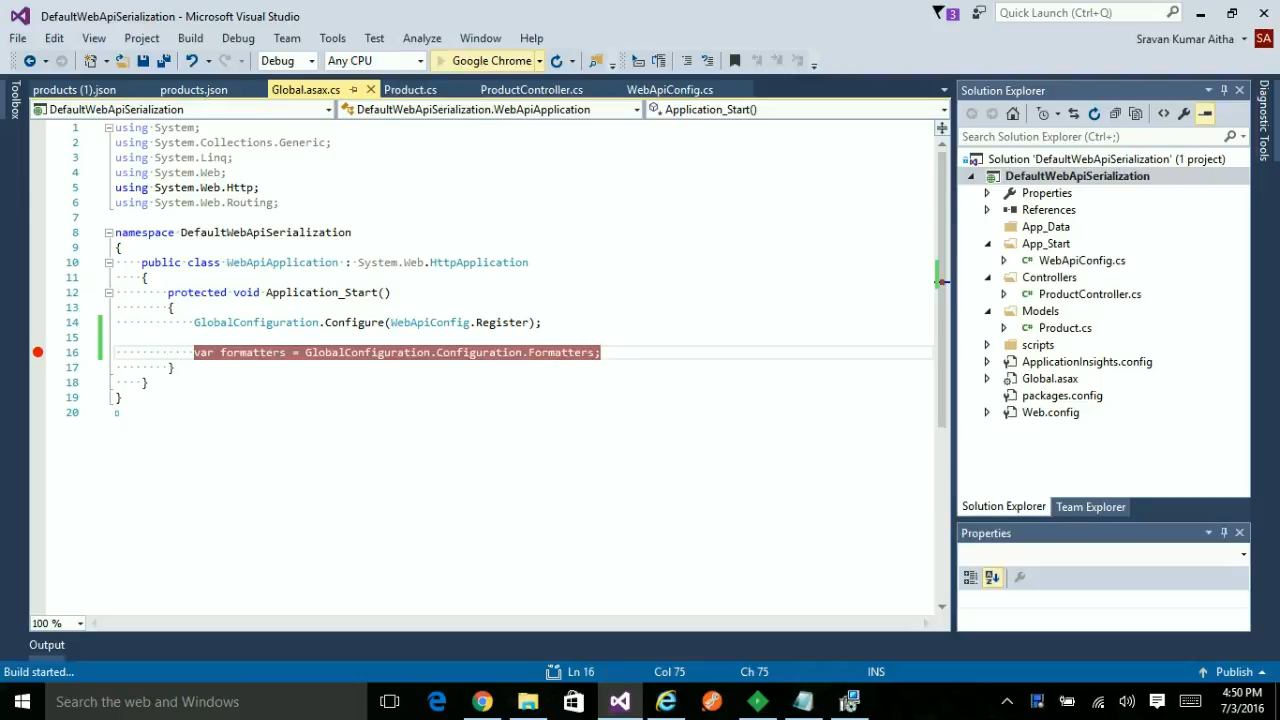 DefaultWebApiSerialization - Microsoft Visual Studio
3
Quick Launch (Ctrl+Q)
File Edit View Project Build Debug Team Tools Test Analyze Window Help
Sravan Kumar Aitha SA
Debug Any CPU Google Chrome
Toolbox
products (1).json products.json Global.asax.cs Product.cs ProductController.cs WebApiConfig.cs
DefaultWebApiSerialization DefaultWebApiSerialization.WebApiApplication Application_Start()
1 using System;
2 using System.Collections.Generic;
3 using System.Linq;
4 using System.Web;
5 using System.Web.Http;
6 using System.Web.Routing;
7
8 namespace DefaultWebApiSerialization
9 {
10 public class WebApiApplication : System.Web.HttpApplication
11 {
12 protected void Application_Start()
13 {
14 GlobalConfiguration.Configure(WebApiConfig.Register);
15
16 var formatters = GlobalConfiguration.Configuration.Formatters;
17 }
18 }
19 }
20
100 %
Solution Explorer
Search Solution Explorer (Ctrl+;)
Solution 'DefaultWebApiSerialization' (1 project)
DefaultWebApiSerialization
Properties
References
App_Data
App_Start
C# WebApiConfig.cs
Controllers
C# ProductController.cs
Models
C# Product.cs
scripts
ApplicationInsights.config
Global.asax
packages.config
Web.config
Solution Explorer Team Explorer
Properties
Diagnostic Tools
Output
Build started... Ln 16 Col 75 Ch 75 INS Publish
Search the web and Windows
4:50 PM
7/3/2016